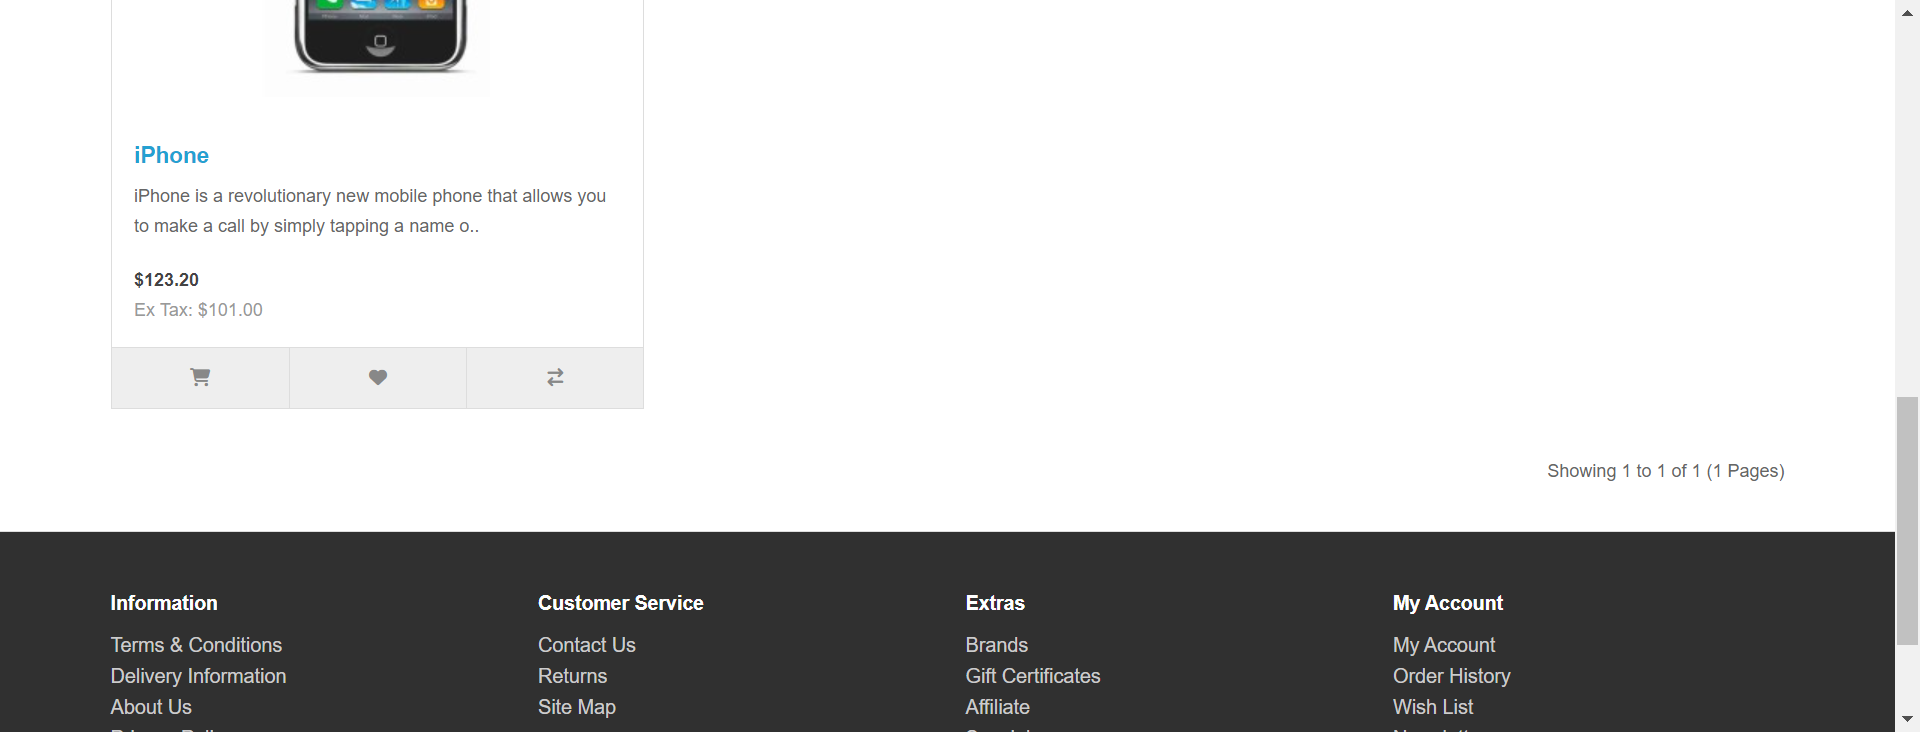 iPhone
iPhone is a revolutionary new mobile phone that allows you
to make a call by simply tapping a name o..
$123.20
Ex Tax: $101.00
Showing 1 to 1 of 1 (1 Pages)
Information
Terms & Conditions
Delivery Information
About Us
Customer Service
Contact Us
Returns
Site Map
Extras
Brands
Gift Certificates
Affiliate
My Account
My Account
Order History
Wish List